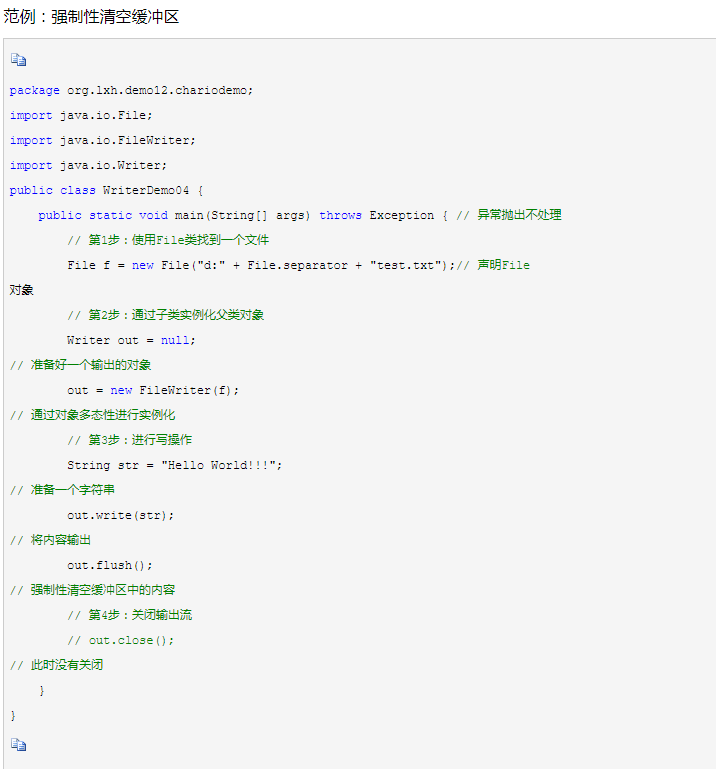 范例：强制性清空缓冲区
package org.lxh.demo12.chariodemo;
import java.io.File;
import java.io.FileWriter;
import java.io.Writer;
public class WriterDemo04 {
    public static void main(String[] args) throws Exception { // 异常抛出不处理
        // 第1步：使用File类找到一个文件
        File f = new File("d:" + File.separator + "test.txt");// 声明File
对象
        // 第2步：通过子类实例化父类对象
        Writer out = null;
// 准备好一个输出的对象
        out = new FileWriter(f);
// 通过对象多态性进行实例化
        // 第3步：进行写操作
        String str = "Hello World!!!";
// 准备一个字符串
        out.write(str);
// 将内容输出
        out.flush();
// 强制性清空缓冲区中的内容
        // 第4步：关闭输出流
        // out.close();
// 此时没有关闭
    }
}